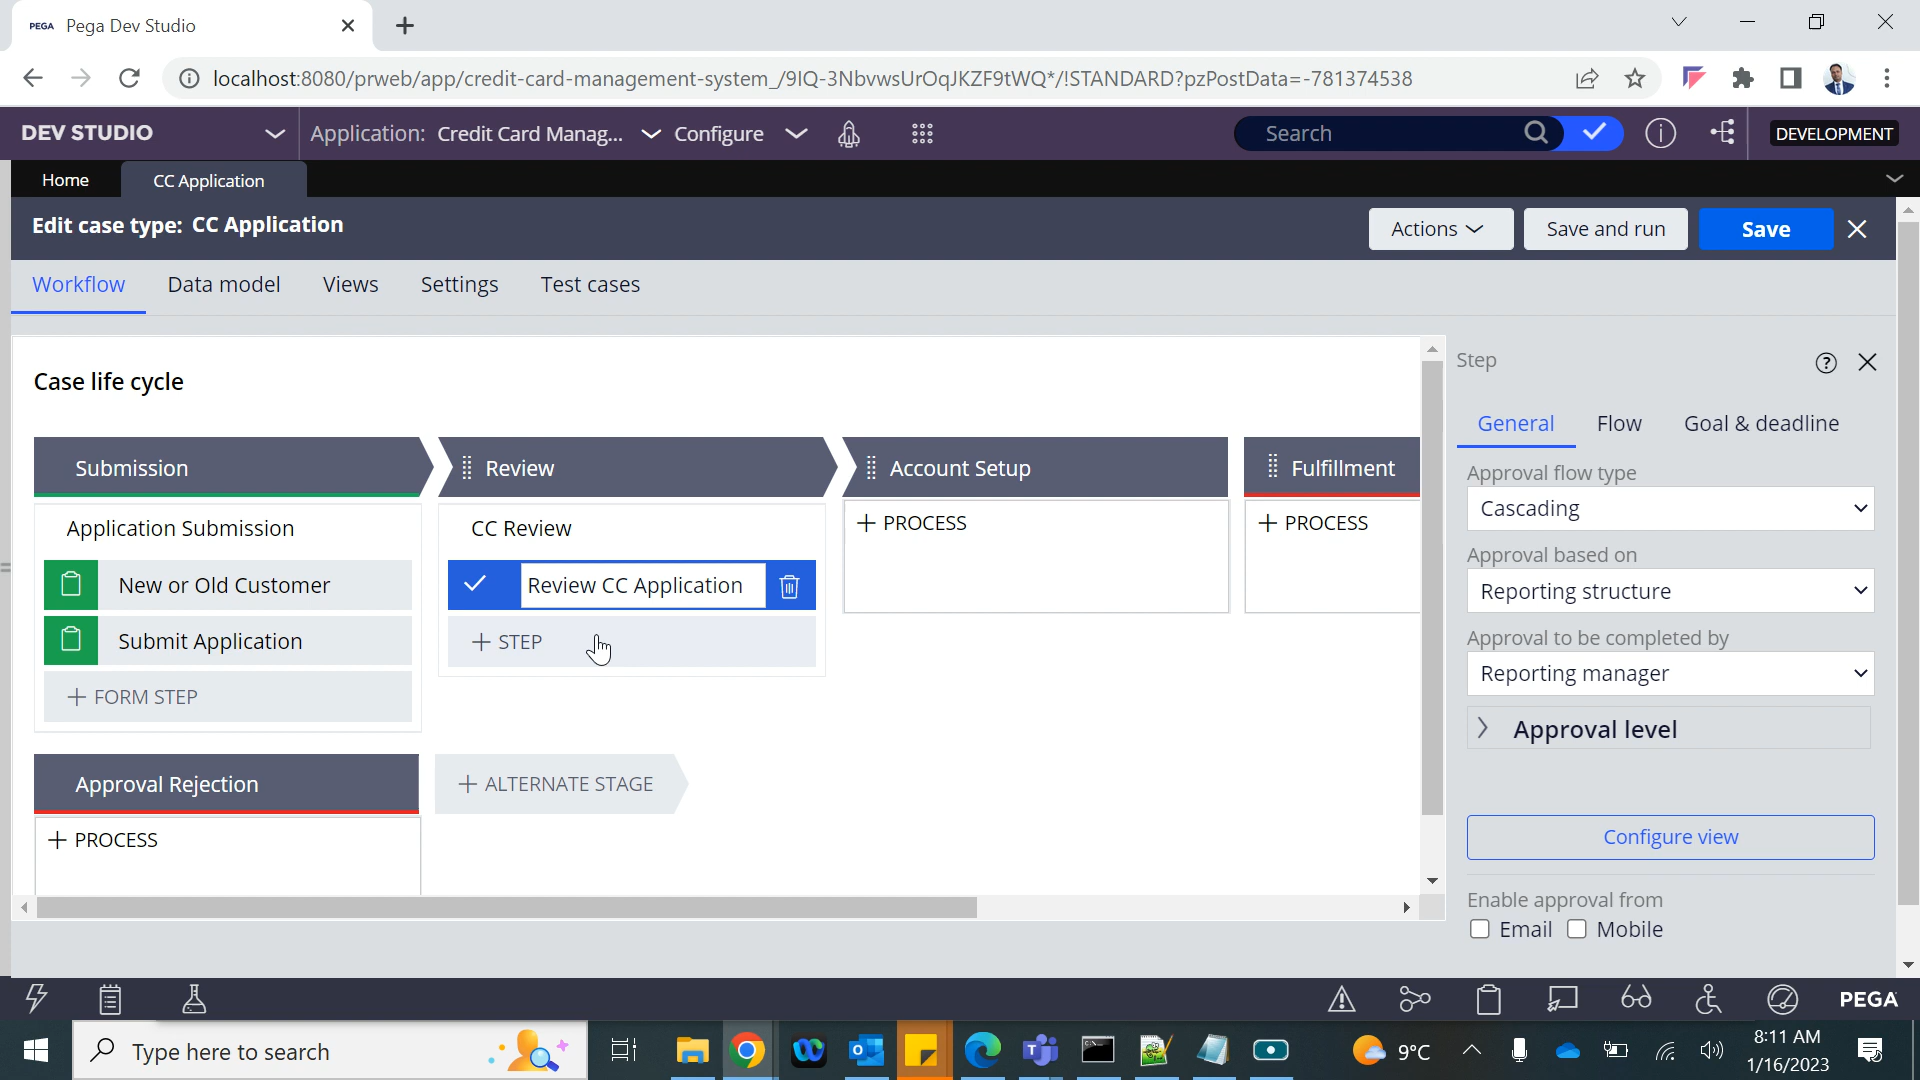 PEGA Pega Dev Studio
localhost:8080/prweb/app/credit-card-management-system_/9IQ-3NbvwsUrOqJKZF9tWQ*/!STANDARD?pzPostData=-781374538
DEV STUDIO Application: Credit Card Manag... Configure Search DEVELOPMENT
Home CC Application
Edit case type: CC Application Actions Save and run Save
Workflow Data model Views Settings Test cases
Case life cycle
Submission Review Account Setup Fulfillment
Application Submission
New or Old Customer
Submit Application
+ FORM STEP
CC Review
Review CC Application
+ STEP
+ PROCESS
+ PROCESS
Approval Rejection
+ ALTERNATE STAGE
+ PROCESS
Step
General Flow Goal & deadline
Approval flow type
Cascading
Approval based on
Reporting structure
Approval to be completed by
Reporting manager
Approval level
Configure view
Enable approval from
Email Mobile
PEGA
Type here to search
9°C
8:11 AM
1/16/2023